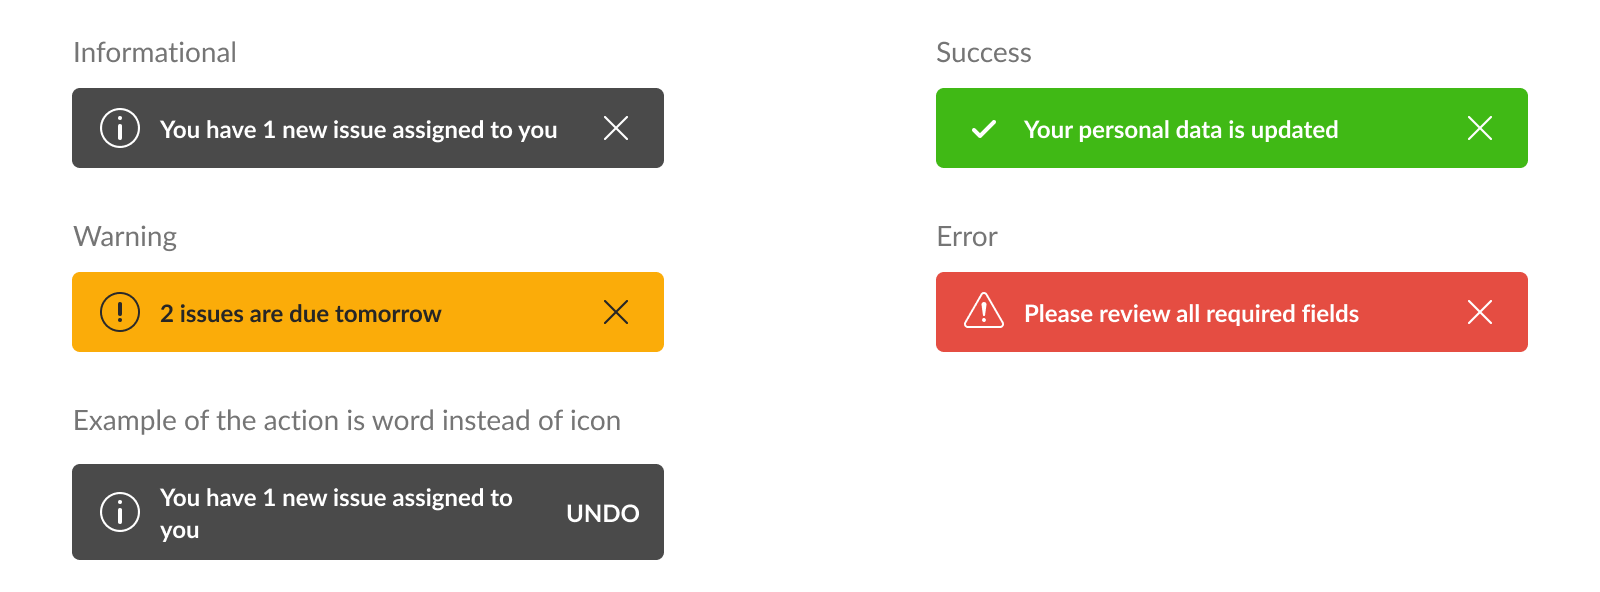 Informational
You have 1 new issue assigned to you
Success
Your personal data is updated
Warning
2 issues are due tomorrow
Error
Please review all required fields
Example of the action is word instead of icon
You have 1 new issue assigned to
you
UNDO